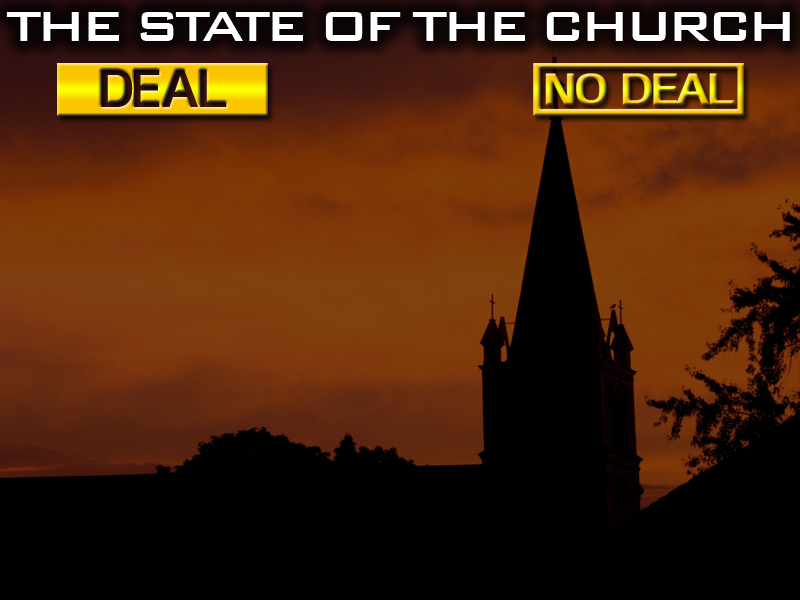 THE STATE OF THE CHURCH
DEAL
NO DEAL